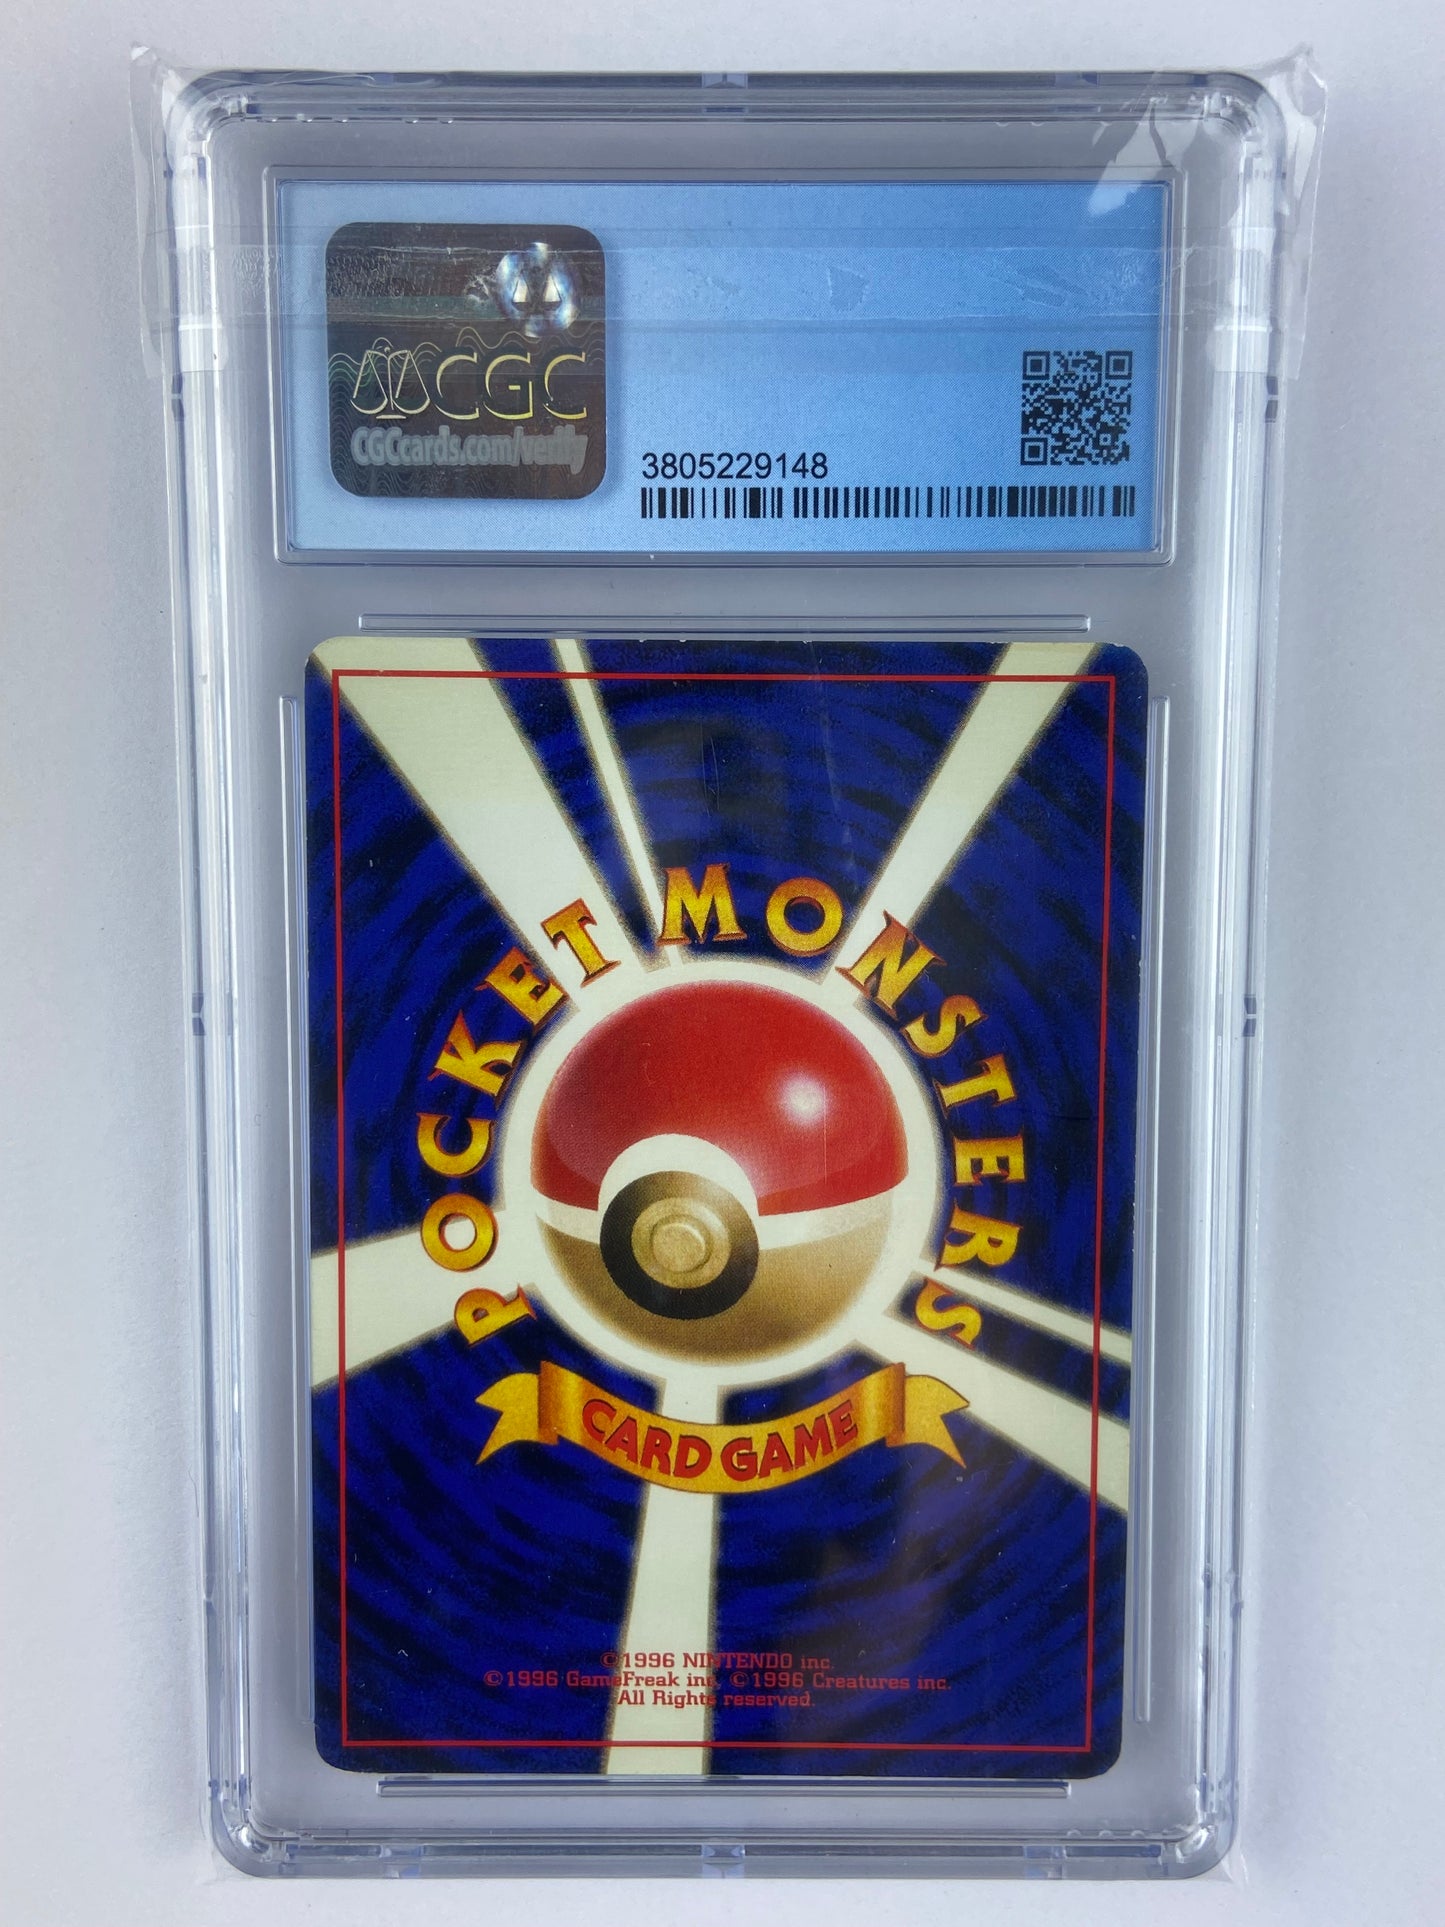 CGC
CGCcards.com/verify
3805229148
POCKET MONSTERS
CARD GAME
©1996 NINTENDO inc.
©1996 GameFreak inc. ©1996 Creatures inc.
All Rights reserved.